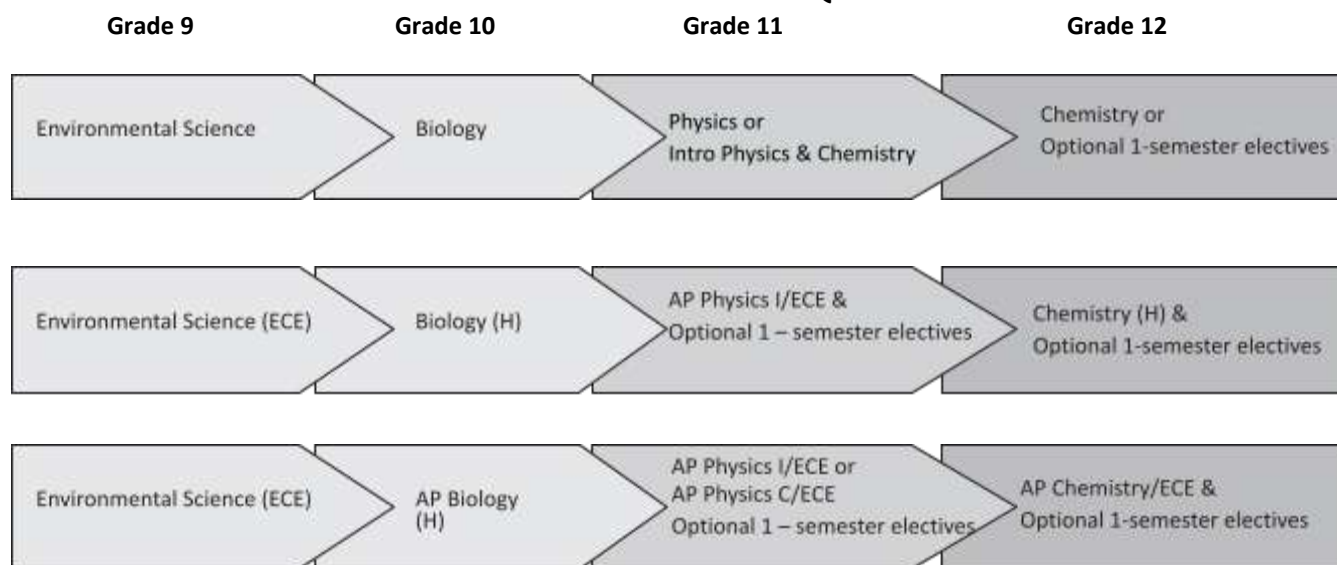 Grade 9 Grade 10 Grade 11 Grade 12
Environmental Science
Biology
Physics or
Intro Physics & Chemistry
Chemistry or
Optional 1-semester electives
Environmental Science (ECE)
Biology (H)
AP Physics I/ECE &
Optional 1 – semester electives
Chemistry (H) &
Optional 1-semester electives
Environmental Science (ECE)
AP Biology
(H)
AP Physics I/ECE or
AP Physics C/ECE
Optional 1 – semester electives
AP Chemistry/ECE &
Optional 1-semester electives